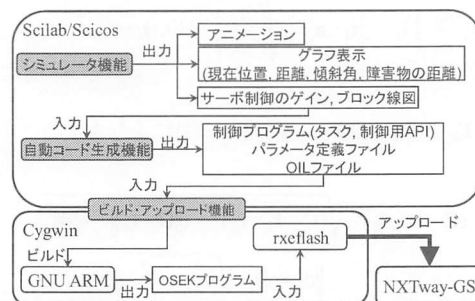 Scilab/Scicos
アニメーション
出力
グラフ表示
(現在位置, 距離, 傾斜角, 障害物の距離)
シミュレータ機能
サーボ制御のゲイン, ブロック線図
入力
制御プログラム(タスク, 制御用API)
パラメータ定義ファイル
OILファイル
自動コード生成機能
出力
入力
ビルド・アップロード機能
Cygwin
アップロード
rxeflash
ビルド
GNU ARM
出力
OSEKプログラム
入力
NXTway-GS